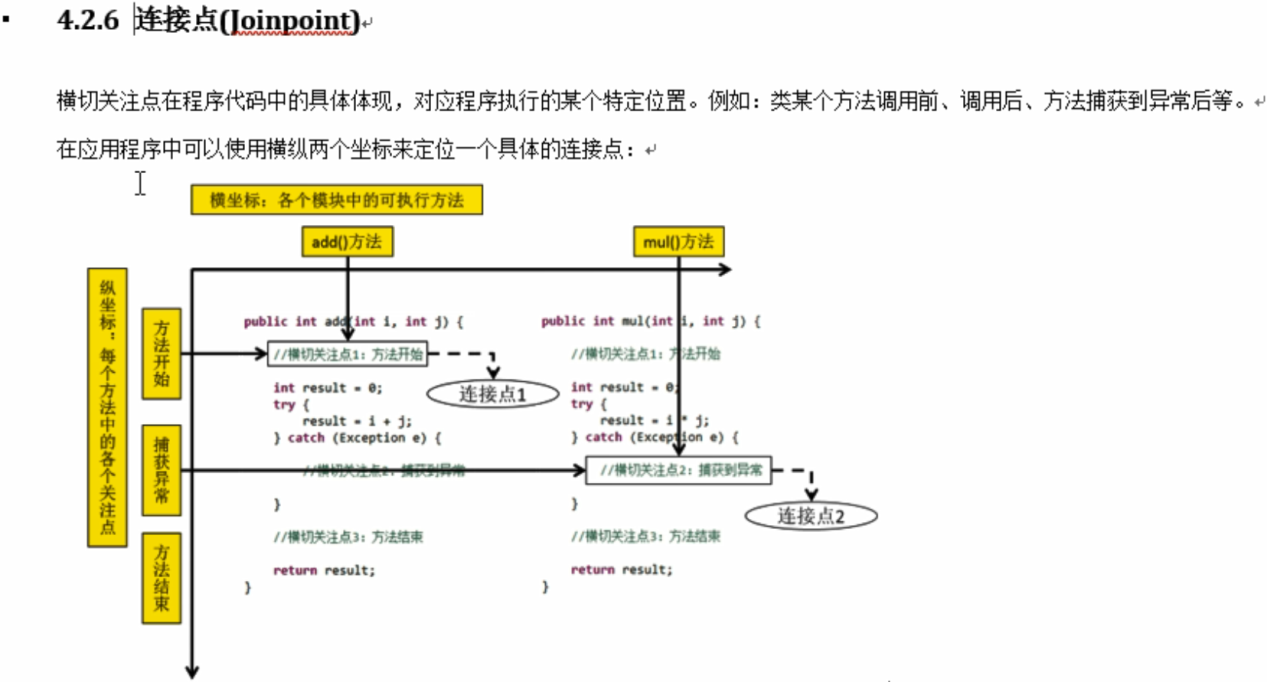 4.2.6 连接点(Joinpoint)
横切关注点在程序代码中的具体体现，对应程序执行的某个特定位置。例如：类某个方法调用前、调用后、方法捕获到异常后等。
在应用程序中可以使用横纵两个坐标来定位一个具体的连接点：
横坐标：各个模块中的可执行方法
add()方法
mul()方法
纵坐标：每个方法中的各个关注点
方法开始
捕获异常
方法结束
public int add(int i, int j) {
//横切关注点1：方法开始
连接点1
int result = 0;
try {
result = i + j;
} catch (Exception e) {
//横切关注点2：捕获到异常
}
//横切关注点3：方法结束
return result;
}
public int mul(int i, int j) {
//横切关注点1：方法开始
int result = 0;
try {
result = i * j;
} catch (Exception e) {
//横切关注点2：捕获到异常
连接点2
}
//横切关注点3：方法结束
return result;
}